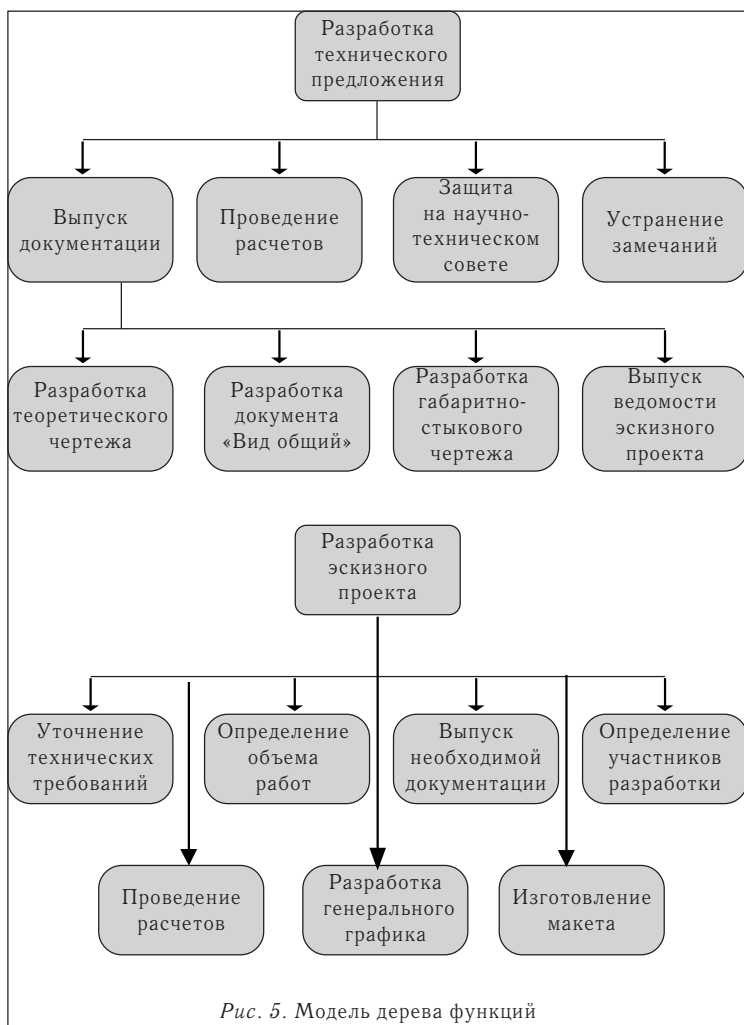 Разработка
технического
предложения
Выпуск
документации
Проведение
расчетов
Защита
на научно-
техническом
совете
Устранение
замечаний
Разработка
теоретического
чертежа
Разработка
документа
«Вид общий»
Разработка
габаритно-
стыкового
чертежа
Выпуск
ведомости
эскизного
проекта
Разработка
эскизного
проекта
Уточнение
технических
требований
Определение
объема
работ
Выпуск
необходимой
документации
Определение
участников
разработки
Проведение
расчетов
Разработка
генерального
графика
Изготовление
макета
Рис. 5. Модель дерева функций